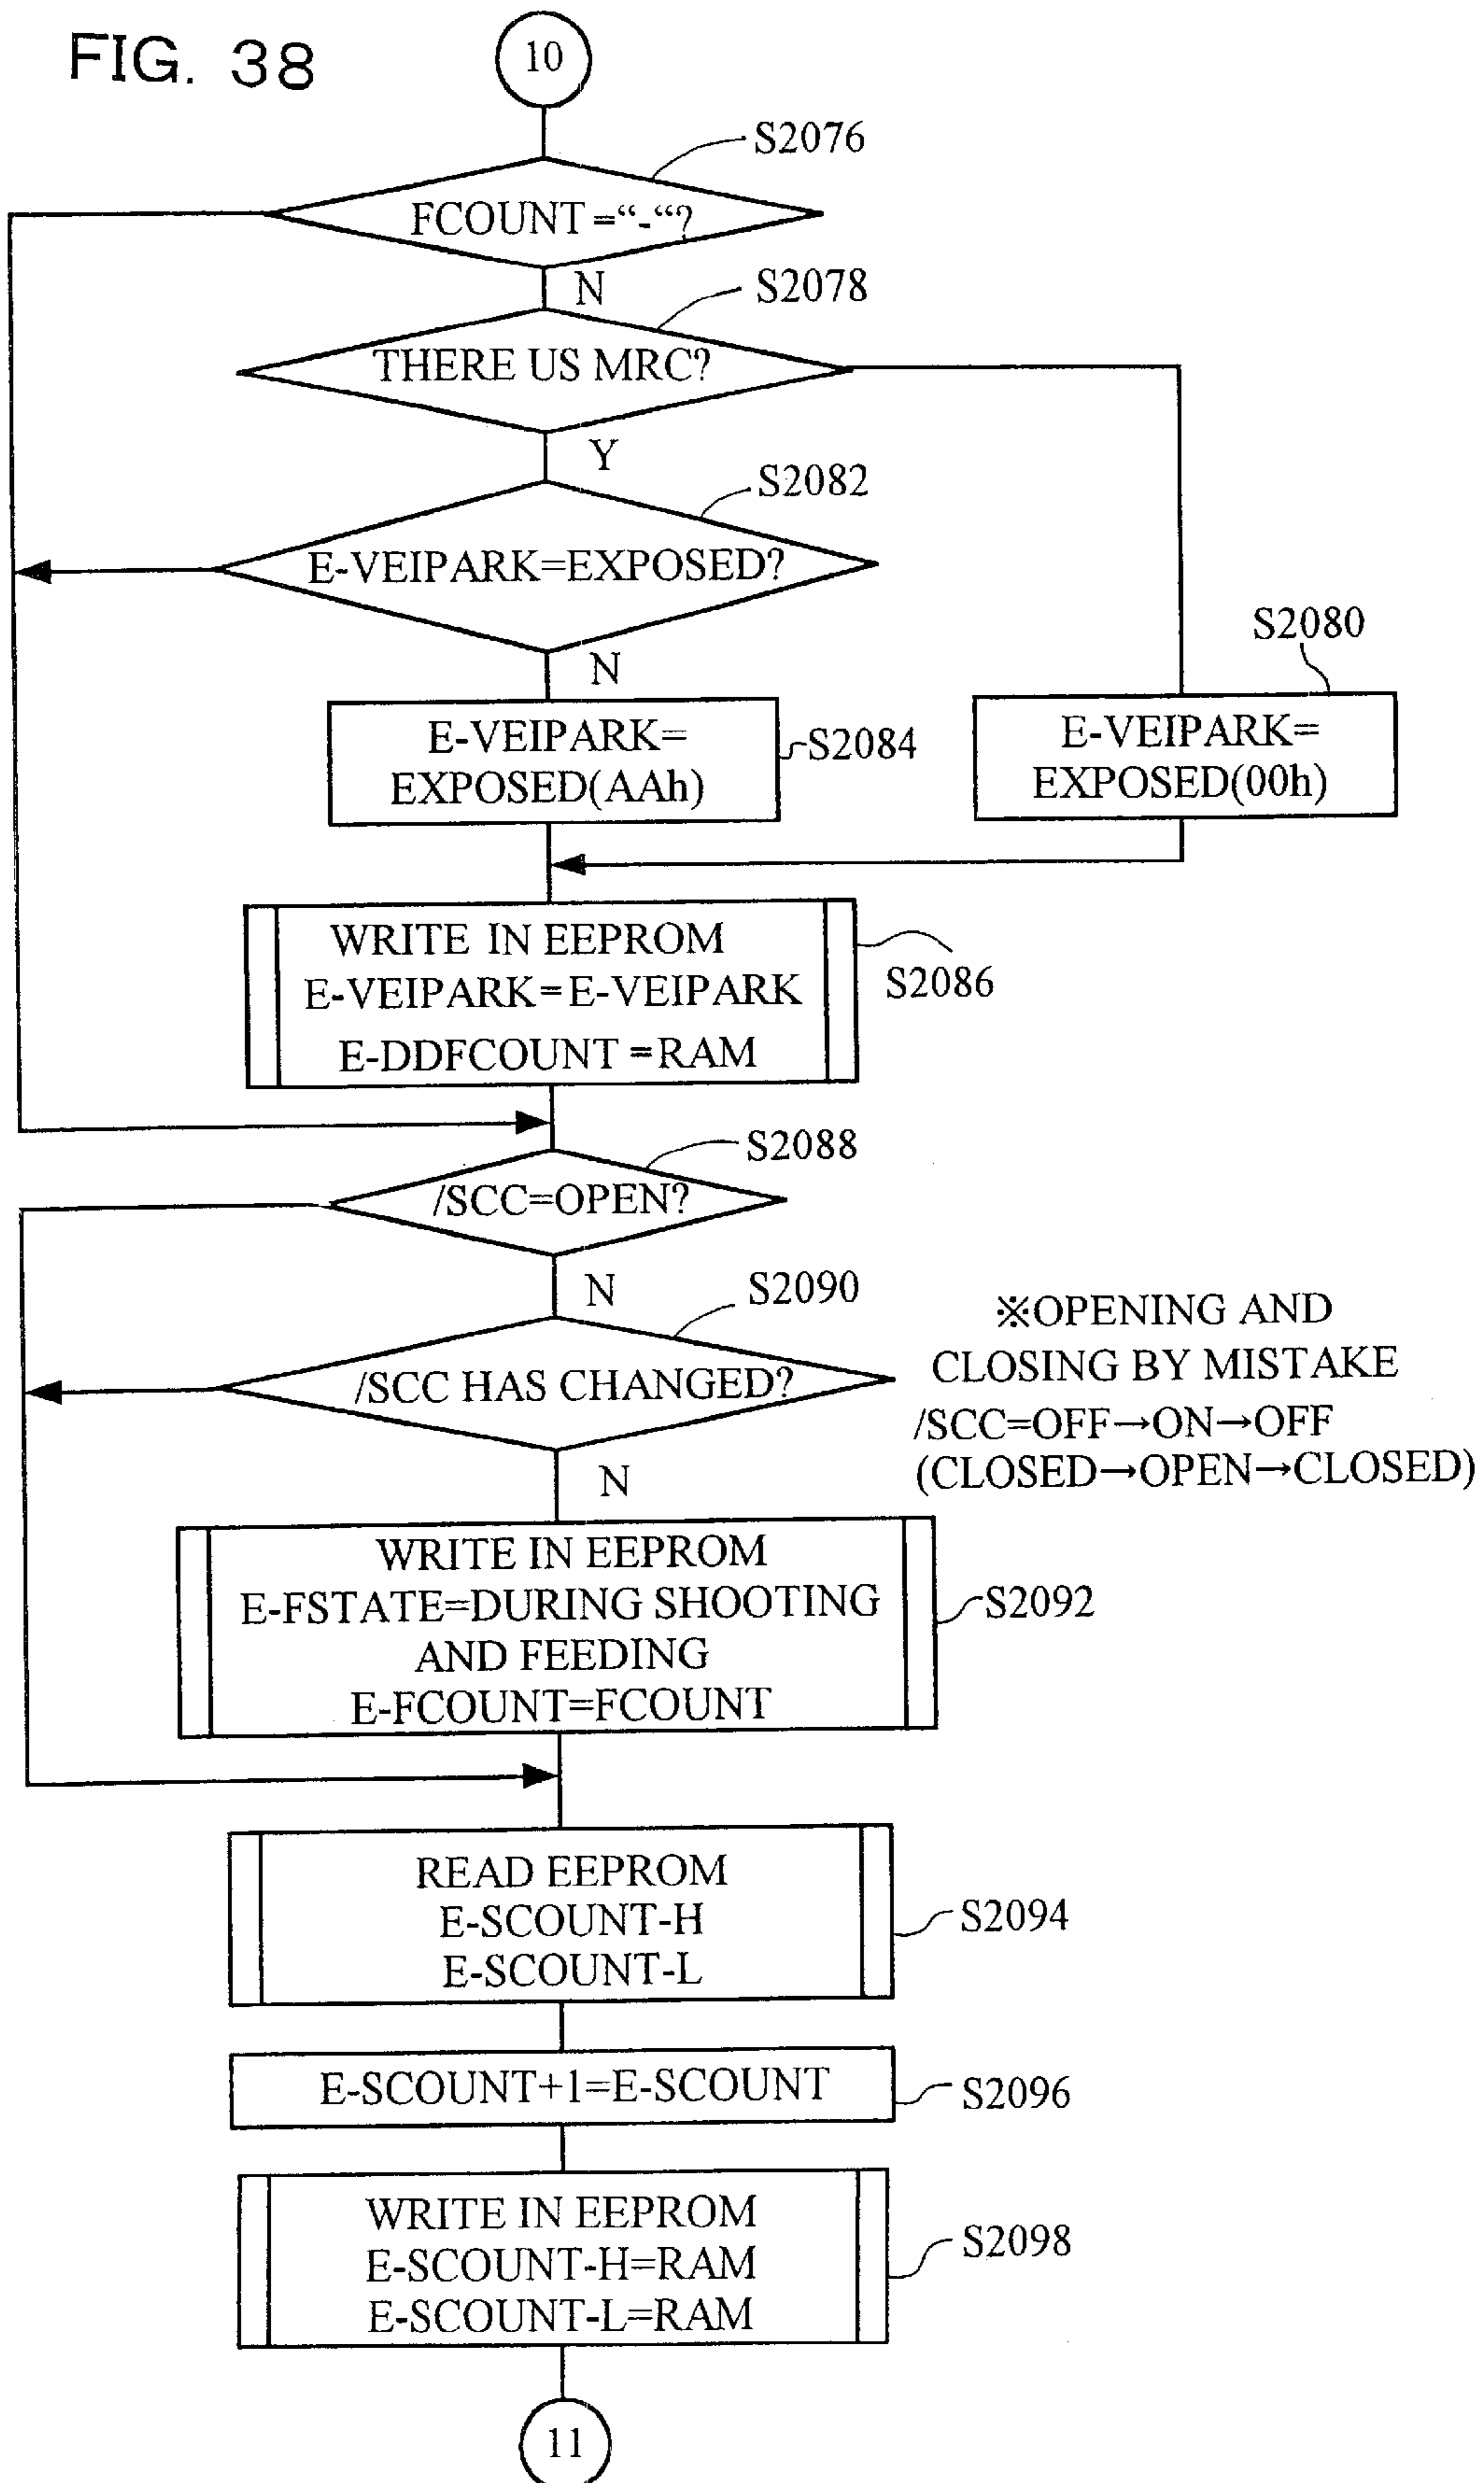 FIG. 38
10
S2076
FCOUNT="-"?
N
S2078
THERE US MRC?
Y
S2082
E-VEIPARK=EXPOSED?
N
S2080
E-VEIPARK=
EXPOSED(AAh)
S2084
E-VEIPARK=
EXPOSED(00h)
WRITE IN EEPROM
E-VEIPARK=E-VEIPARK
E-DDFCOUNT=RAM
S2086
S2088
/SCC=OPEN?
N
S2090
/SCC HAS CHANGED?
N
※OPENING AND
CLOSING BY MISTAKE
/SCC=OFF→ON→OFF
(CLOSED→OPEN→CLOSED)
WRITE IN EEPROM
E-FSTATE=DURING SHOOTING
AND FEEDING
E-FCOUNT=FCOUNT
S2092
READ EEPROM
E-SCOUNT-H
E-SCOUNT-L
S2094
E-SCOUNT+1=E-SCOUNT
S2096
WRITE IN EEPROM
E-SCOUNT-H=RAM
E-SCOUNT-L=RAM
S2098
11